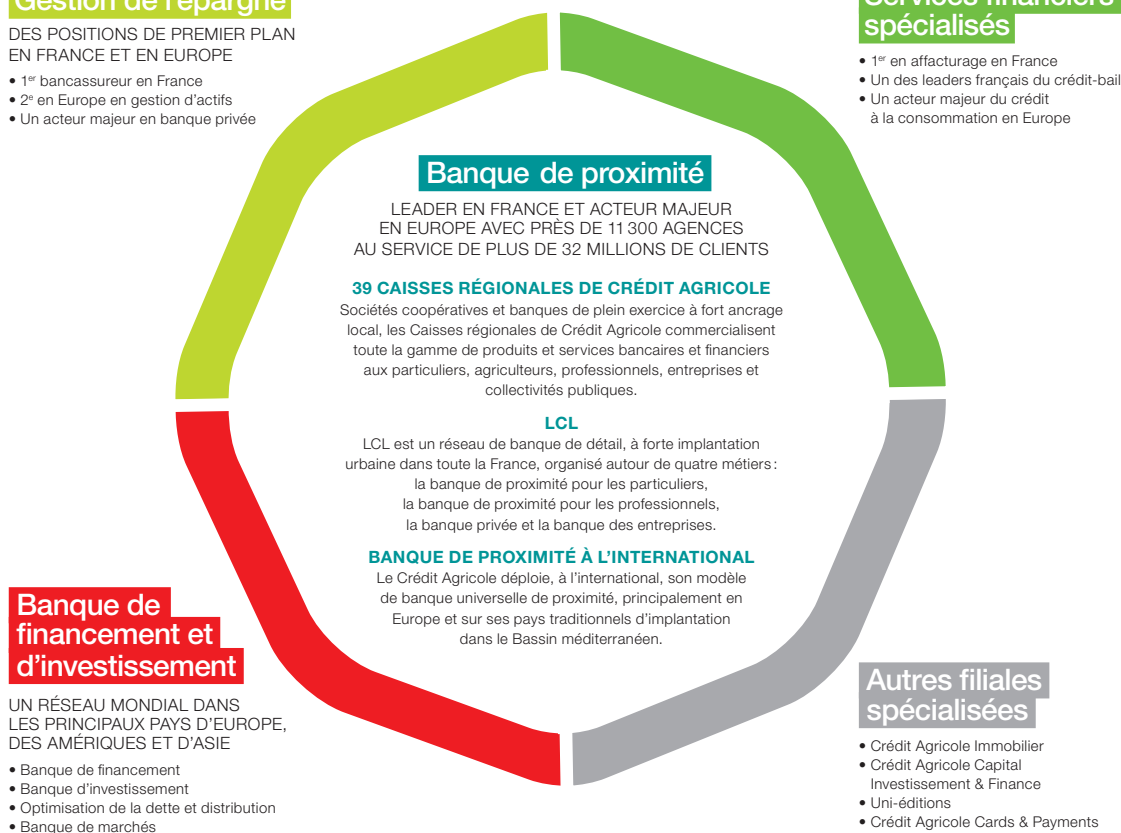 Gestion de l'épargne
DES POSITIONS DE PREMIER PLAN
EN FRANCE ET EN EUROPE
• 1er bancassureur en France
• 2e en Europe en gestion d'actifs
• Un acteur majeur en banque privée
Services financiers
spécialisés
• 1er en affacturage en France
• Un des leaders français du crédit-bail
• Un acteur majeur du crédit
à la consommation en Europe
Banque de proximité
LEADER EN FRANCE ET ACTEUR MAJEUR
EN EUROPE AVEC PRÈS DE 11 300 AGENCES
AU SERVICE DE PLUS DE 32 MILLIONS DE CLIENTS
39 CAISSES RÉGIONALES DE CRÉDIT AGRICOLE
Sociétés coopératives et banques de plein exercice à fort ancrage
local, les Caisses régionales de Crédit Agricole commercialisent
toute la gamme de produits et services bancaires et financiers
aux particuliers, agriculteurs, professionnels, entreprises et
collectivités publiques.
LCL
LCL est un réseau de banque de détail, à forte implantation
urbaine dans toute la France, organisé autour de quatre métiers :
la banque de proximité pour les particuliers,
la banque de proximité pour les professionnels,
la banque privée et la banque des entreprises.
BANQUE DE PROXIMITÉ À L'INTERNATIONAL
Le Crédit Agricole déploie, à l'international, son modèle
de banque universelle de proximité, principalement en
Europe et sur ses pays traditionnels d'implantation
dans le Bassin méditerranéen.
Banque de
financement et
d'investissement
UN RÉSEAU MONDIAL DANS
LES PRINCIPAUX PAYS D'EUROPE,
DES AMÉRIQUES ET D'ASIE
• Banque de financement
• Banque d'investissement
• Optimisation de la dette et distribution
• Banque de marchés
Autres filiales
spécialisées
• Crédit Agricole Immobilier
• Crédit Agricole Capital
Investissement & Finance
• Uni-éditions
• Crédit Agricole Cards & Payments